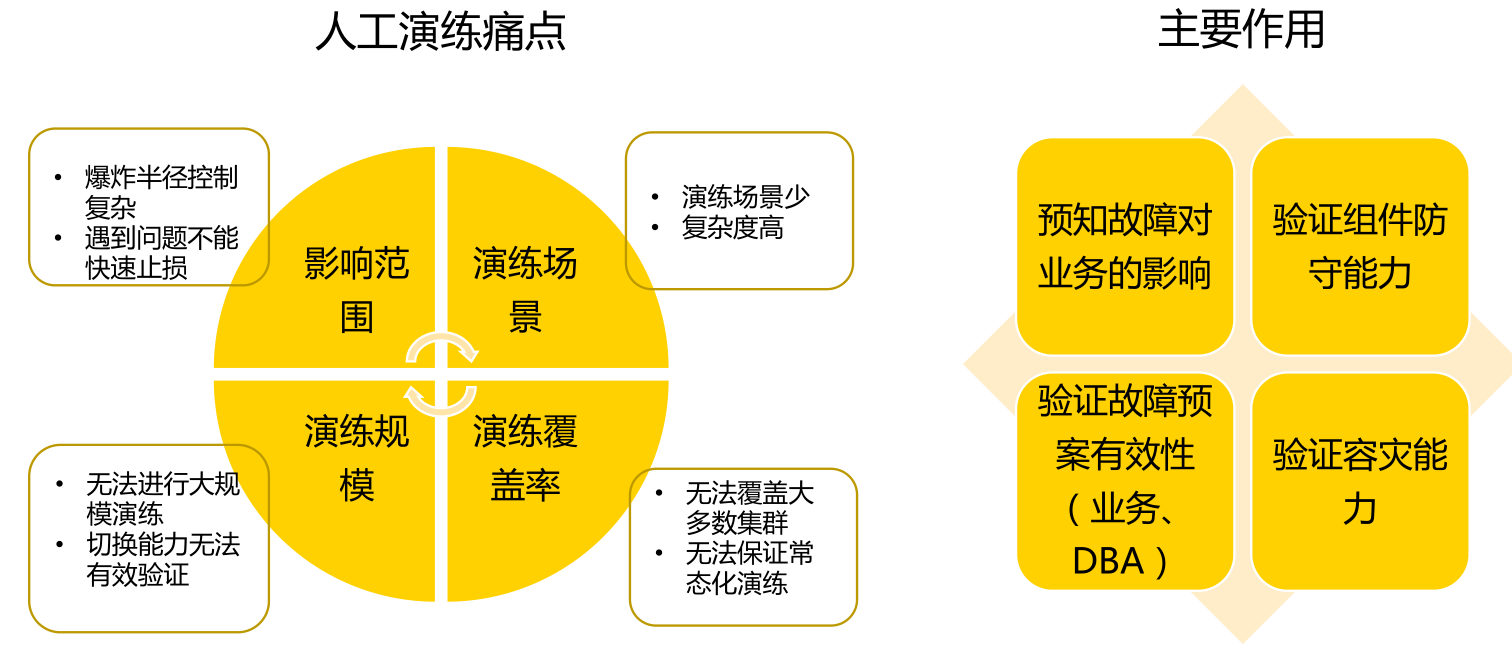 人工演练痛点
• 爆炸半径控制
复杂
• 遇到问题不能
快速止损
• 演练场景少
• 复杂度高
影响范
围
演练场
景
演练规
模
演练覆
盖率
• 无法进行大规
模演练
• 切换能力无法
有效验证
• 无法覆盖大
多数集群
• 无法保证常
态化演练
主要作用
预知故障对
业务的影响
验证组件防
守能力
验证故障预
案有效性
（业务、
DBA）
验证容灾能
力